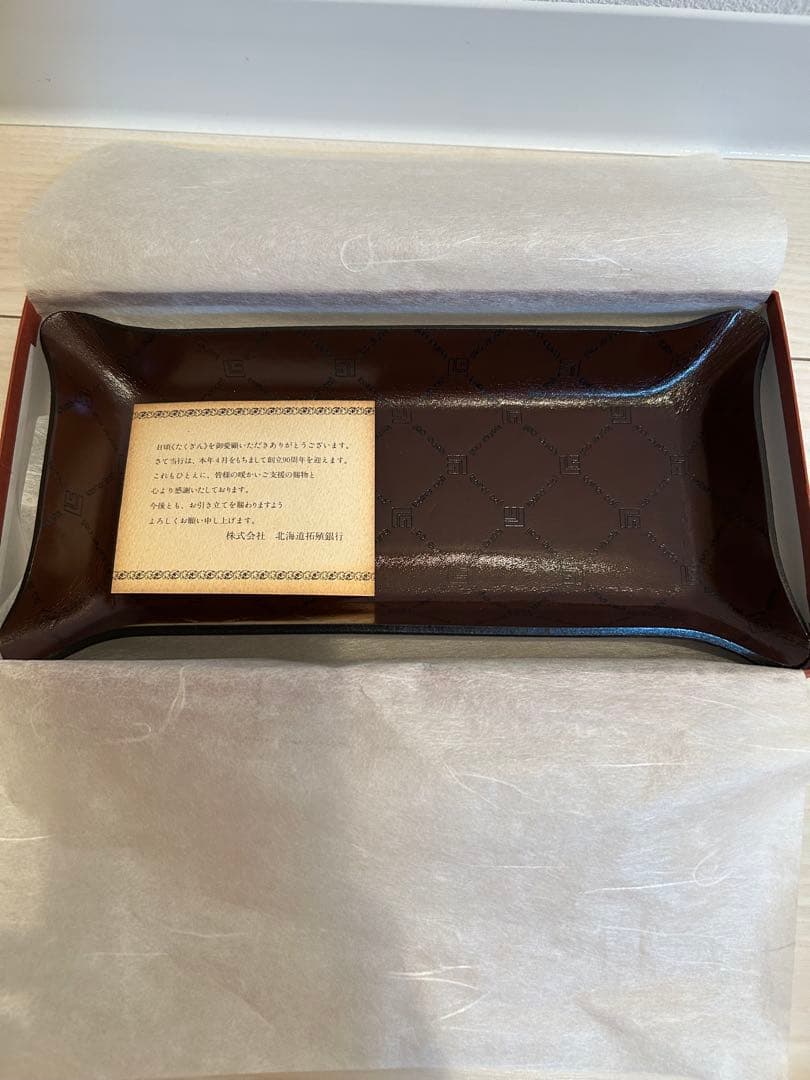 日頃《たくぎん》を御愛顧いただきありがとうございます。
さて当行は、本年4月をもちまして創立90周年を迎えます。
これもひとえに、皆様の暖かいご支援の賜物と
心より感謝いたしております。
今後とも、お引き立てを賜わりますよう
よろしくお願い申し上げます。
株式会社 北海道拓殖銀行